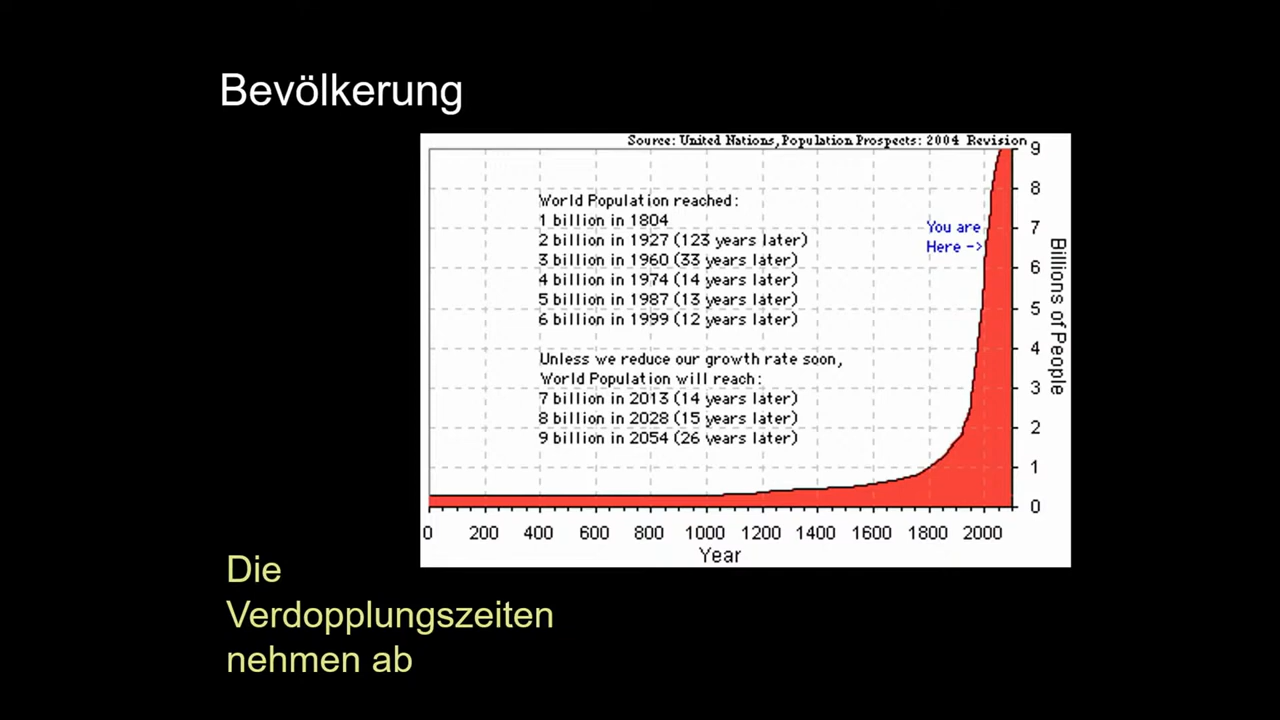 Bevölkerung
Source: United Nations, Population Prospects: 2004 Revision
World Population reached:
1 billion in 1804
2 billion in 1927 (123 years later)
3 billion in 1960 (33 years later)
4 billion in 1974 (14 years later)
5 billion in 1987 (13 years later)
6 billion in 1999 (12 years later)
Unless we reduce our growth rate soon,
World Population will reach:
7 billion in 2013 (14 years later)
8 billion in 2028 (15 years later)
9 billion in 2054 (26 years later)
You are
Here ->
9
8
7
6
5
4
3
2
1
0
Billions of People
0 200 400 600 800 1000 1200 1400 1600 1800 2000
Year
Die
Verdopplungszeiten
nehmen ab